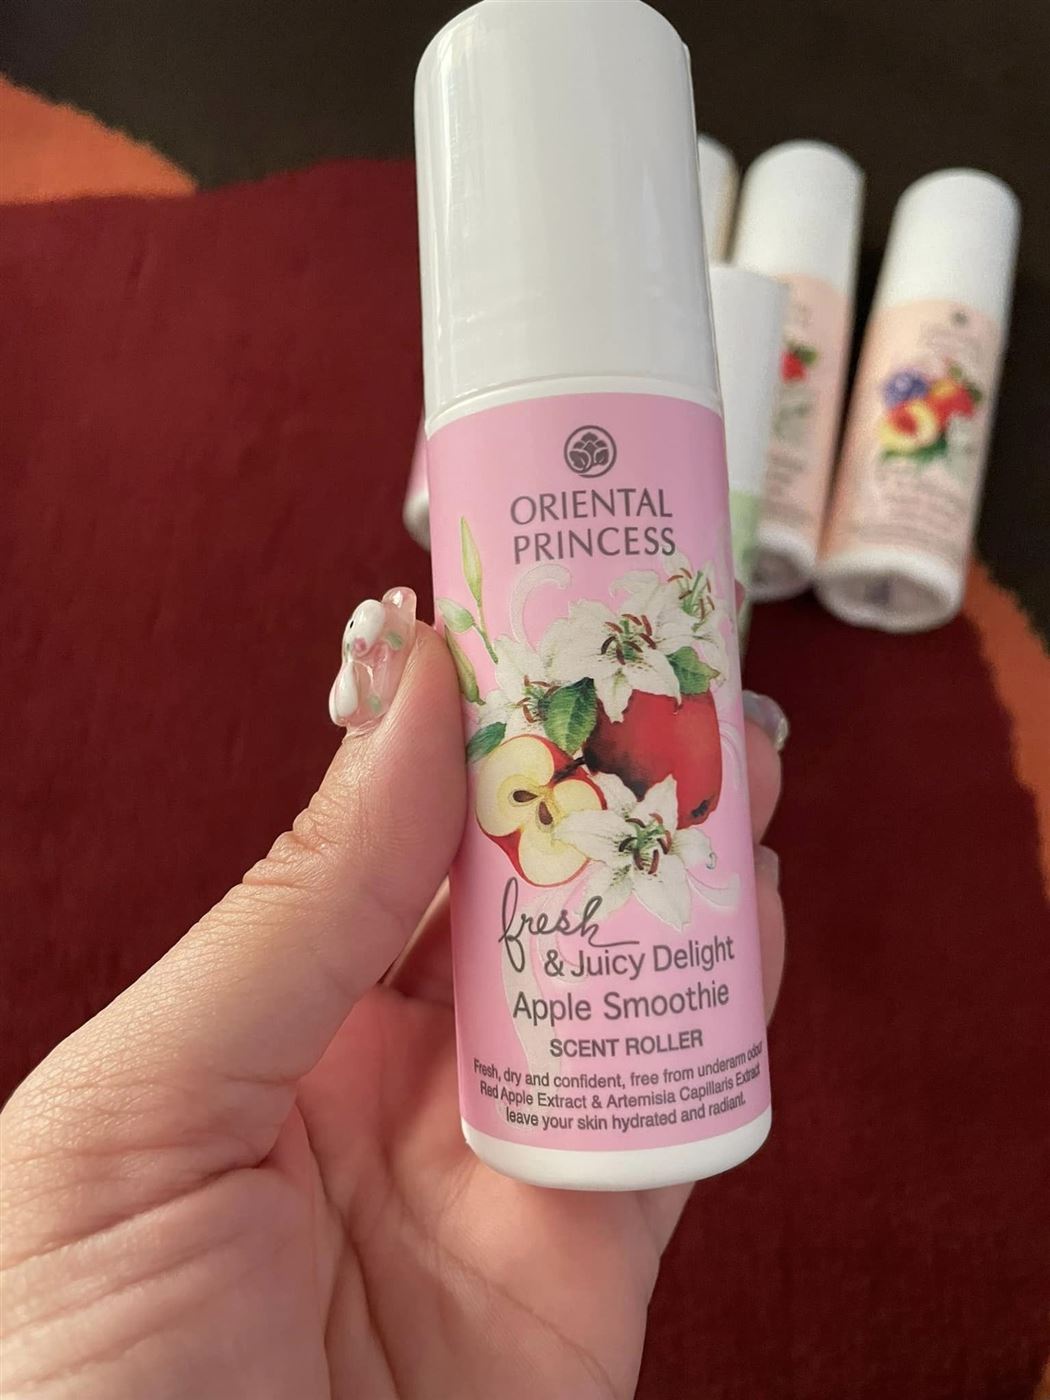 ORIENTAL
PRINCESS
fresh
& Juicy Delight
Apple Smoothie
SCENT ROLLER
Fresh, dry and confident, free from underarm odour
Red Apple Extract & Artemisia Capillaris Extract
leave your skin hydrated and radiant.